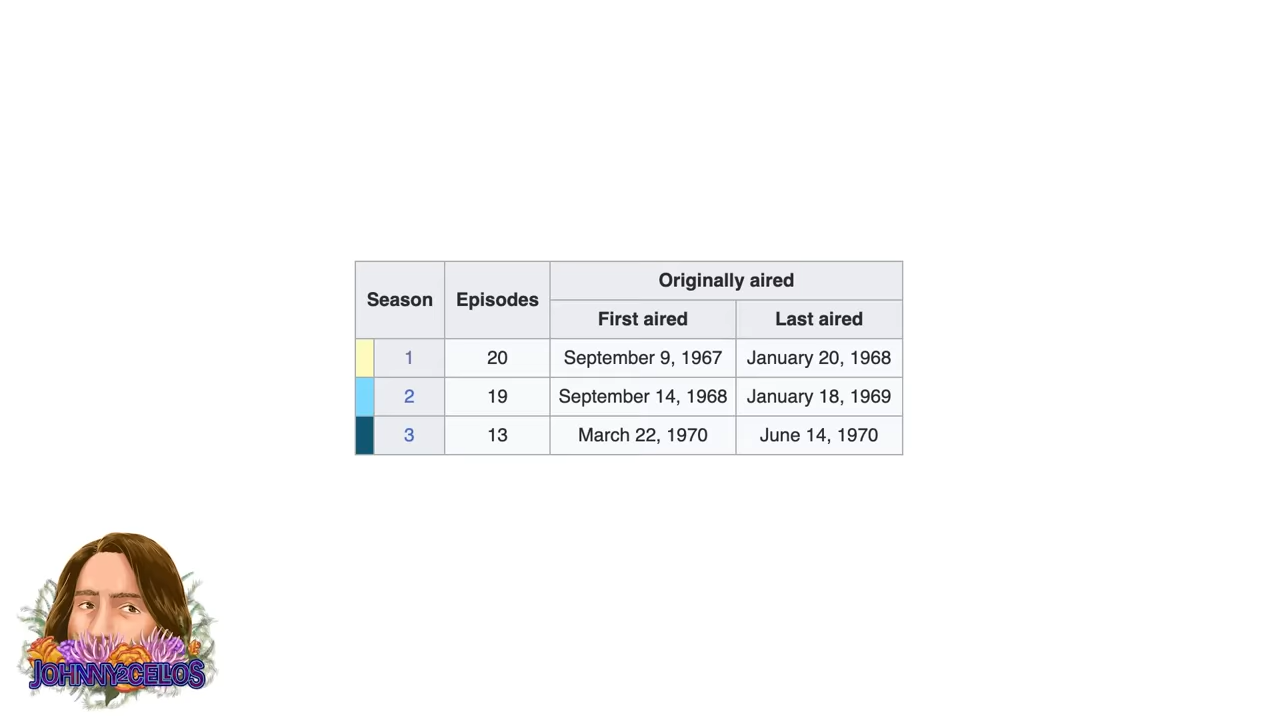 Season Episodes Originally aired
First aired Last aired
1 20 September 9, 1967 January 20, 1968
2 19 September 14, 1968 January 18, 1969
3 13 March 22, 1970 June 14, 1970
JOHNNY2CELLOS